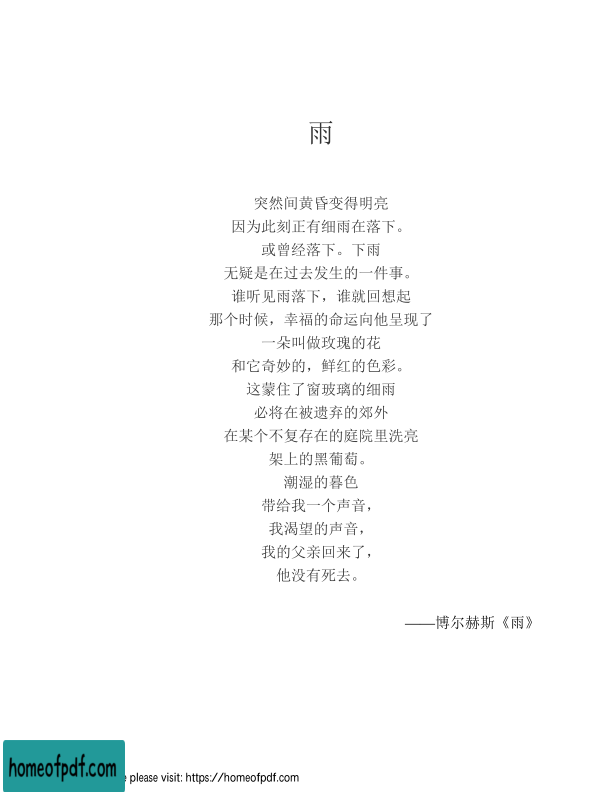 雨
突然间黄昏变得明亮
因为此刻正有细雨在落下。
或曾经落下。下雨
无疑是在过去发生的一件事。
谁听见雨落下，谁就回想起
那个时候，幸福的命运向他呈现了
一朵叫做玫瑰的花
和它奇妙的，鲜红的色彩。
这蒙住了窗玻璃的细雨
必将在被遗弃的郊外
在某个不复存在的庭院里洗亮
架上的黑葡萄。
潮湿的暮色
带给我一个声音，
我渴望的声音，
我的父亲回来了，
他没有死去。
——博尔赫斯《雨》
homeofpdf.com
please visit: https://homeofpdf.com